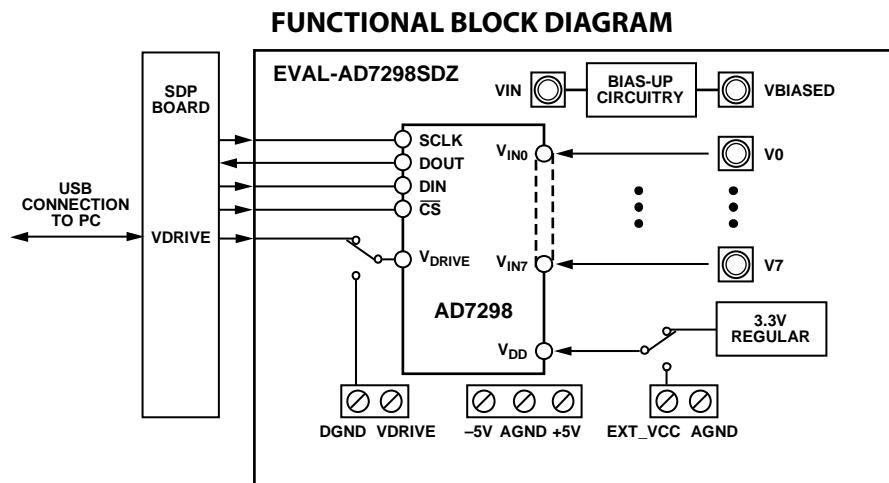 FUNCTIONAL BLOCK DIAGRAM
EVAL-AD7298SDZ
SDP
BOARD
VIN
BIAS-UP
CIRCUITRY
VBIASED
SCLK
DOUT
DIN
CS
VIN0
V0
USB
CONNECTION
TO PC
VDRIVE
VDRIVE
VIN7
V7
AD7298
3.3V
REGULAR
VDD
DGND VDRIVE
–5V AGND +5V
EXT_VCC AGND